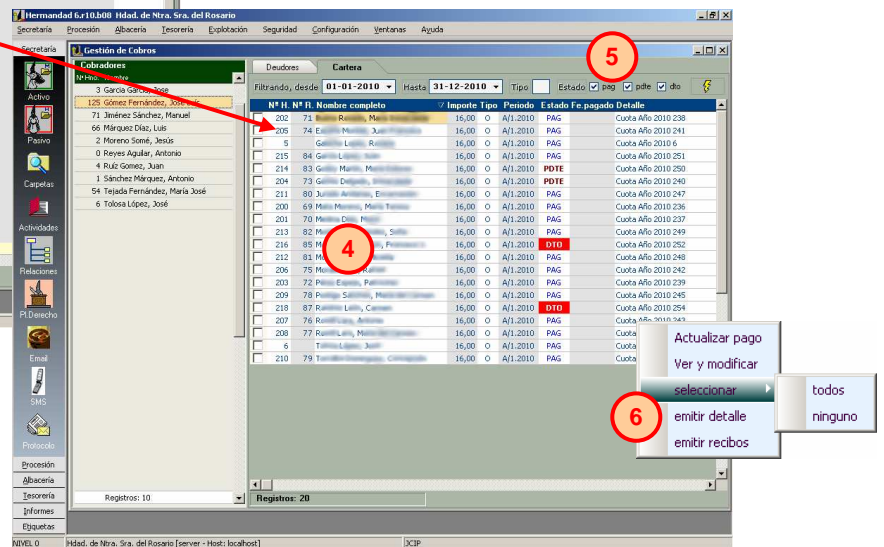 Hermandad 6.r10.b08 Hdad. de Ntra. Sra. del Rosario
Secretaría Procesión Albacería Tesorería Explotación Seguridad Configuración Ventanas Ayuda
Secretaría
Activo
Pasivo
Carpetas
Actividades
Relaciones
Pl.Derecho
Email
SMS
Protocolo
Procesión
Albacería
Tesorería
Informes
Etiquetas
Gestión de Cobros
Cobradores
NºHno. Nombre
3 García García, Jose
125 Gómez Fernández, José Luis
71 Jiménez Sánchez, Manuel
66 Márquez Díaz, Luis
2 Moreno Somé, Jesús
0 Reyes Aguilar, Antonio
4 Ruíz Gomez, Juan
1 Sánchez Márquez, Antonio
54 Tejada Fernández, María José
6 Tolosa López, José
Registros: 10
Deudores Cartera
5
Filtrando, desde 01-01-2010 Hasta 31-12-2010 Tipo Estado pag pdte dto
Nº H. Nº R. Nombre completo Importe Tipo Periodo Estado Fe.pagado Detalle
202 71 16,00 O A/1.2010 PAG Cuota Año 2010 238
205 74 16,00 O A/1.2010 PAG Cuota Año 2010 241
5 16,00 O A/1.2010 PAG Cuota Año 2010 6
215 84 16,00 O A/1.2010 PAG Cuota Año 2010 251
214 83 16,00 O A/1.2010 PDTE Cuota Año 2010 250
204 73 16,00 O A/1.2010 PDTE Cuota Año 2010 240
211 80 16,00 O A/1.2010 PAG Cuota Año 2010 247
200 69 16,00 O A/1.2010 PAG Cuota Año 2010 236
201 70 16,00 O A/1.2010 PAG Cuota Año 2010 237
213 82 16,00 O A/1.2010 PAG Cuota Año 2010 249
216 85 16,00 O A/1.2010 DTO Cuota Año 2010 252
212 81 16,00 O A/1.2010 PAG Cuota Año 2010 248
206 75 16,00 O A/1.2010 PAG Cuota Año 2010 242
203 72 16,00 O A/1.2010 PAG Cuota Año 2010 239
209 78 16,00 O A/1.2010 PAG Cuota Año 2010 245
218 87 16,00 O A/1.2010 DTO Cuota Año 2010 254
207 76 16,00 O A/1.2010 PAG Cuota Año 2010 243
208 77 16,00 O A/1.2010 PAG Cuota
6 16,00 O A/1.2010 PAG Cuota
210 79 16,00 O A/1.2010 PAG Cuota
4
Registros: 20
Actualizar pago
Ver y modificar
seleccionar
emitir detalle
emitir recibos
todos
ninguno
6
NIVEL 0 Hdad. de Ntra. Sra. del Rosario [server - Host: localhost] JCIP